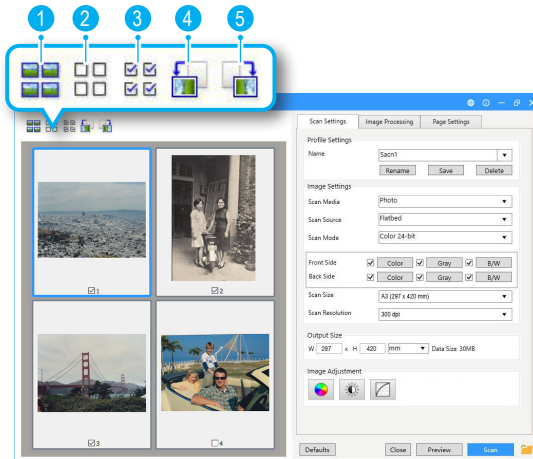 1 2 3 4 5
Scan Settings Image Processing Page Settings
Profile Settings
Name Sacn1
Rename Save Delete
Image Settings
Scan Media Photo
Scan Source Flatbed
Scan Mode Color 24-bit
Front Side Color Gray B/W
Back Side Color Gray B/W
Scan Size A3 (297 x 420 mm)
Scan Resolution 300 dpi
Output Size
W 297 x H 420 mm Data Size 30MB
Image Adjustment
1 2
3 4
Defaults Close Preview Scan